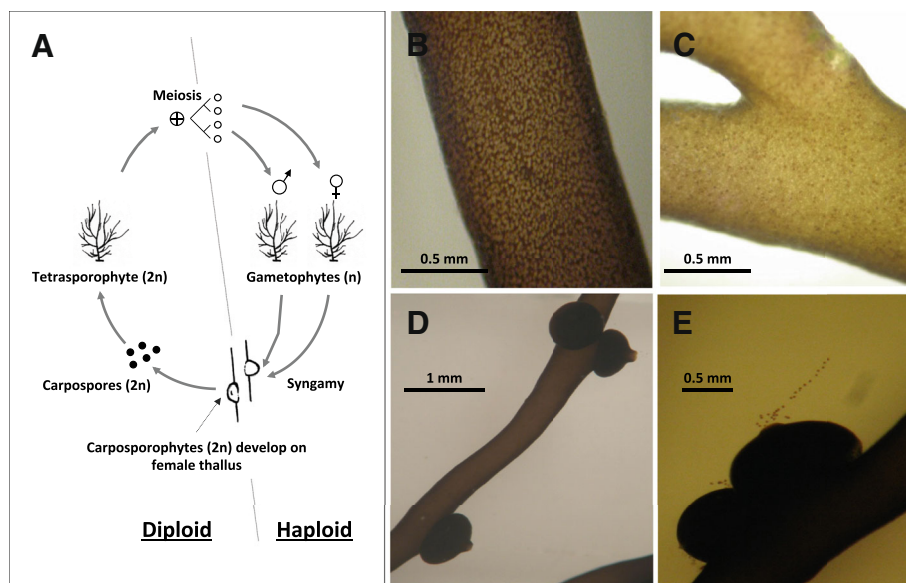 A
Meiosis
Tetrasporophyte (2n)
Gametophytes (n)
Carpospores (2n)
Syngamy
Carposporophytes (2n) develop on
female thallus
Diploid
Haploid
B
0.5 mm
C
0.5 mm
D
1 mm
E
0.5 mm